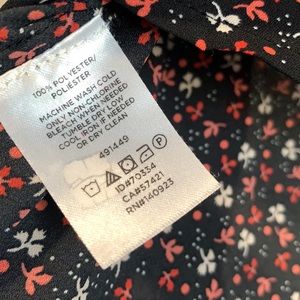 100% POLYESTER/
POLIESTER
MACHINE WASH COLD
ONLY NON-CHLORINE
BLEACH WHEN NEEDED
TUMBLE DRY LOW
COOL IRON IF NEEDED
OR DRY CLEAN
491449
P
ID#70334
CA#57421
RN#140923